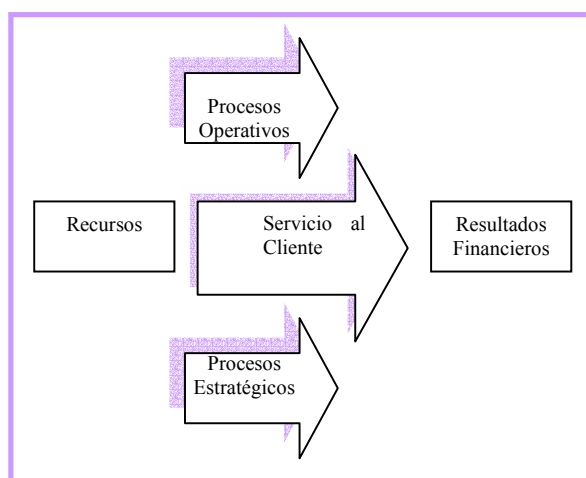 Procesos
Operativos
Recursos
Servicio al
Cliente
Resultados
Financieros
Procesos
Estratégicos